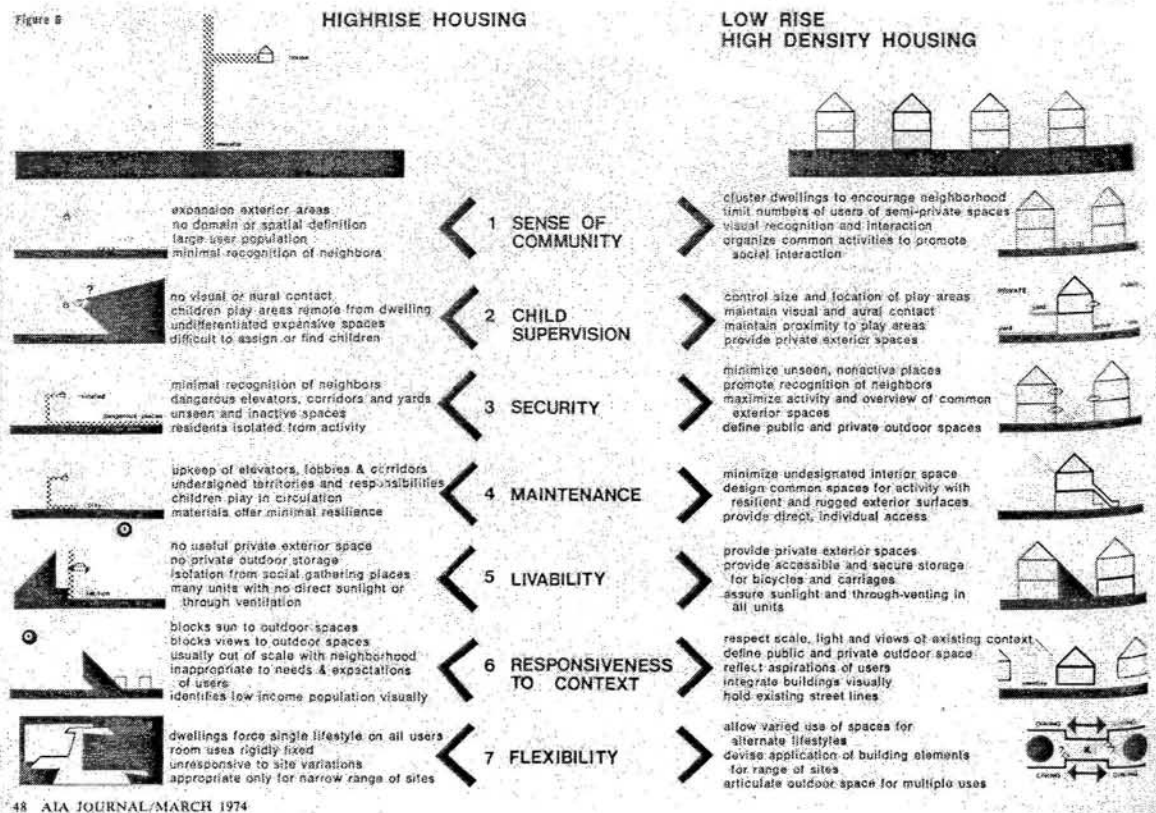 Figure 8
HIGHRISE HOUSING
LOW RISE
HIGH DENSITY HOUSING
expansion exterior areas
no domain or spatial definition
large user population
minimal recognition of neighbors
1 SENSE OF
COMMUNITY
cluster dwellings to encourage neighborhood
limit numbers of users of semi-private spaces
visual recognition and interaction
organize common activities to promote
social interaction
?
no visual or aural contact
children play areas remote from dwelling
undifferentiated expansive spaces
difficult to assign or find children
2 CHILD
SUPERVISION
control size and location of play areas
maintain visual and aural contact
maintain proximity to play areas
provide private exterior spaces
PRIVATE
minimal recognition of neighbors
dangerous elevators, corridors and yards
unseen and inactive spaces
residents isolated from activity
isolated
dangerous places
3 SECURITY
minimize unseen, nonactive places
promote recognition of neighbors
maximize activity and overview of common
exterior spaces
define public and private outdoor spaces
upkeep of elevators, lobbies & corridors
undersigned territories and responsibilities
children play in circulation
materials offer minimal resilience
4 MAINTENANCE
minimize undesignated interior space
design common spaces for activity with
resilient and rugged exterior surfaces
provide direct, individual access
no useful private exterior space
no private outdoor storage
isolation from social gathering places
many units with no direct sunlight or
through ventilation
5 LIVABILITY
provide private exterior spaces
provide accessible and secure storage
for bicycles and carriages
assure sunlight and through-venting in
all units
blocks sun to outdoor spaces
blocks views to outdoor spaces
usually out of scale with neighborhood
inappropriate to needs & expectations
of users
identifies low income population visually
6 RESPONSIVENESS
TO CONTEXT
respect scale, light and views of existing context
define public and private outdoor space
reflect aspirations of users
integrate buildings visually
hold existing street lines
dwellings force single lifestyle on all users
room uses rigidly fixed
unresponsive to site variations
appropriate only for narrow range of sites
7 FLEXIBILITY
allow varied use of spaces for
alternate lifestyles
devise application of building elements
for range of sites
articulate outdoor space for multiple uses
DINING
LIVING
K
LIVING
DINING
48 AIA JOURNAL/MARCH 1974